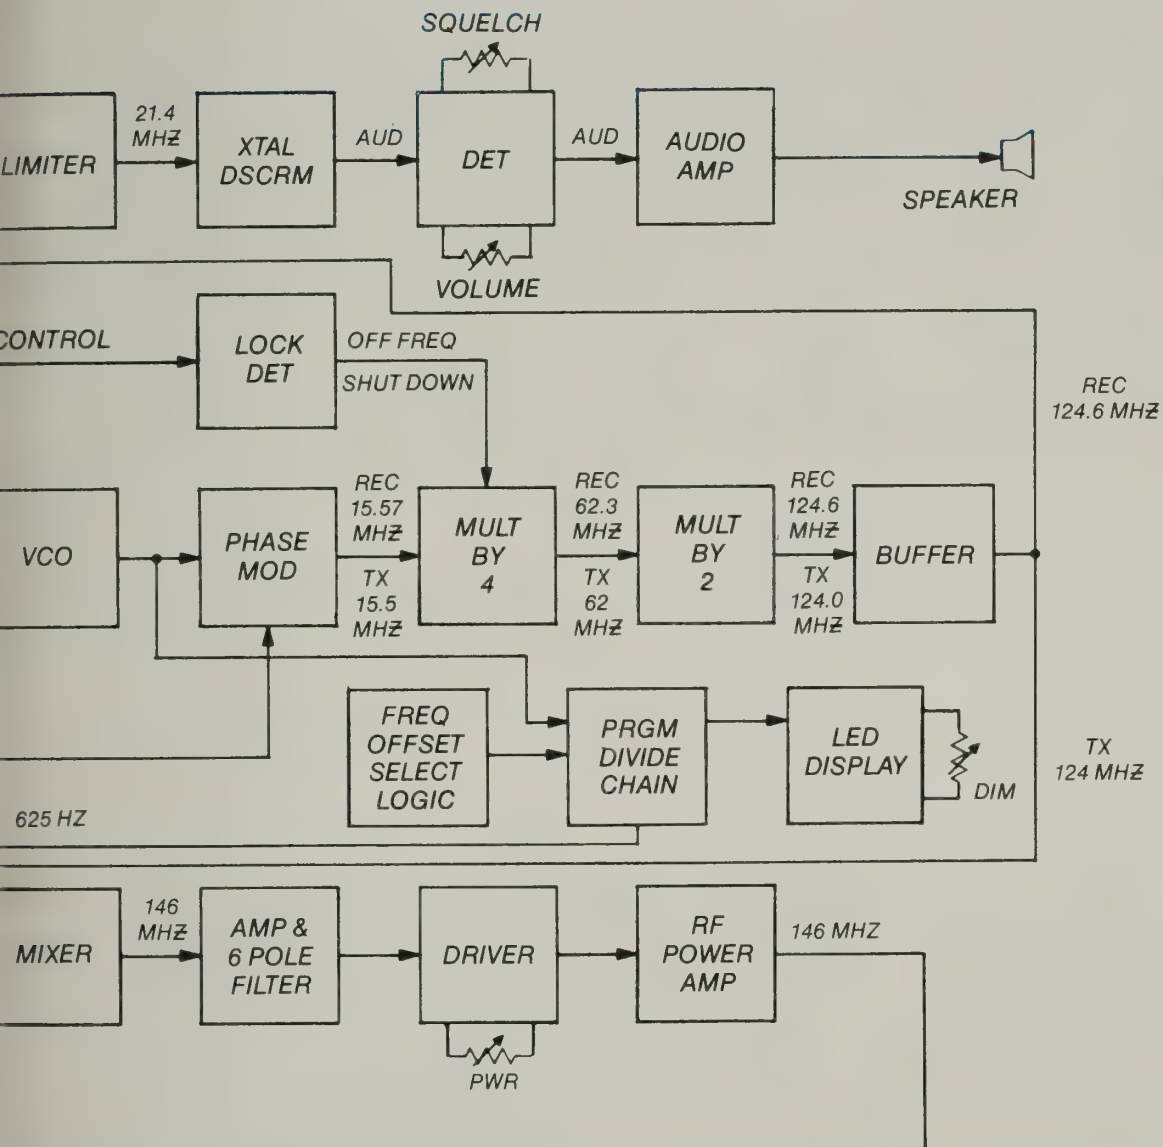 SQUELCH
LIMITER
21.4
MHZ
XTAL
DSCRM
AUD
DET
AUD
AUDIO
AMP
SPEAKER
VOLUME
CONTROL
LOCK
DET
OFF FREQ
SHUT DOWN
REC
124.6 MHZ
VCO
PHASE
MOD
REC
15.57
MHZ
TX
15.5
MHZ
MULT
BY
4
REC
62.3
MHZ
TX
62
MHZ
MULT
BY
2
REC
124.6
MHZ
TX
124.0
MHZ
BUFFER
FREQ
OFFSET
SELECT
LOGIC
PRGM
DIVIDE
CHAIN
LED
DISPLAY
DIM
TX
124 MHZ
625 HZ
MIXER
146
MHZ
AMP &
6 POLE
FILTER
DRIVER
PWR
RF
POWER
AMP
146 MHZ